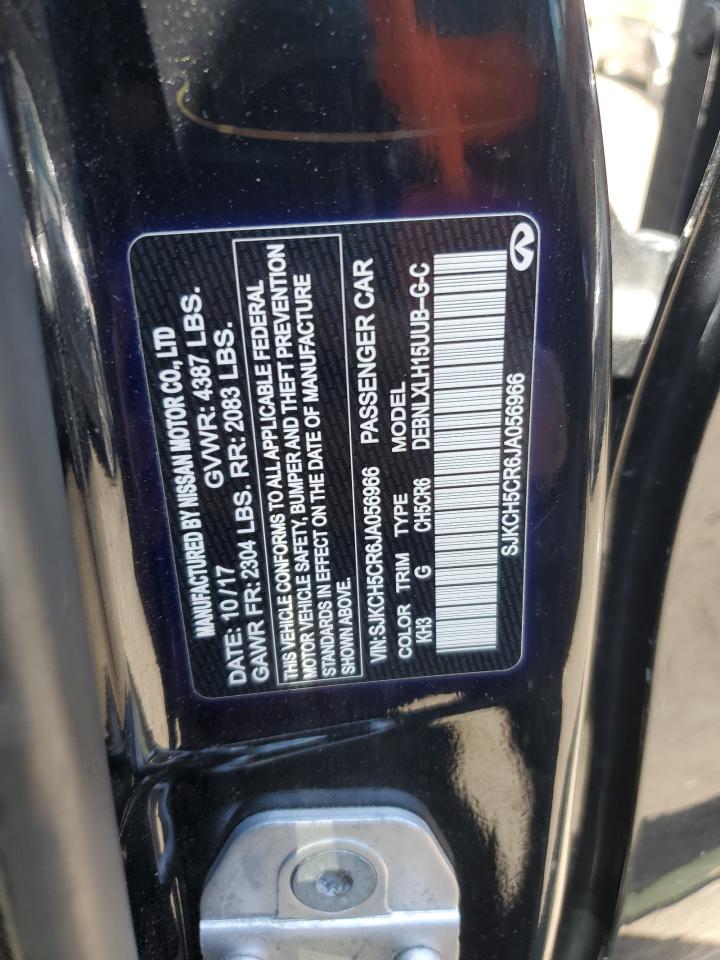 MANUFACTURED BY NISSAN MOTOR CO., LTD
DATE: 10/17 GVWR: 4387 LBS.
GAWR FR: 2304 LBS. RR: 2083 LBS.
THIS VEHICLE CONFORMS TO ALL APPLICABLE FEDERAL
MOTOR VEHICLE SAFETY, BUMPER AND THEFT PREVENTION
STANDARDS IN EFFECT ON THE DATE OF MANUFACTURE
SHOWN ABOVE.
VIN: SJKCH5CR6JA056966 PASSENGER CAR
COLOR TRIM TYPE MODEL
KH3 G CH5CR6 DEBNLXLH15UUB-G-C
SJKCH5CR6JA056966